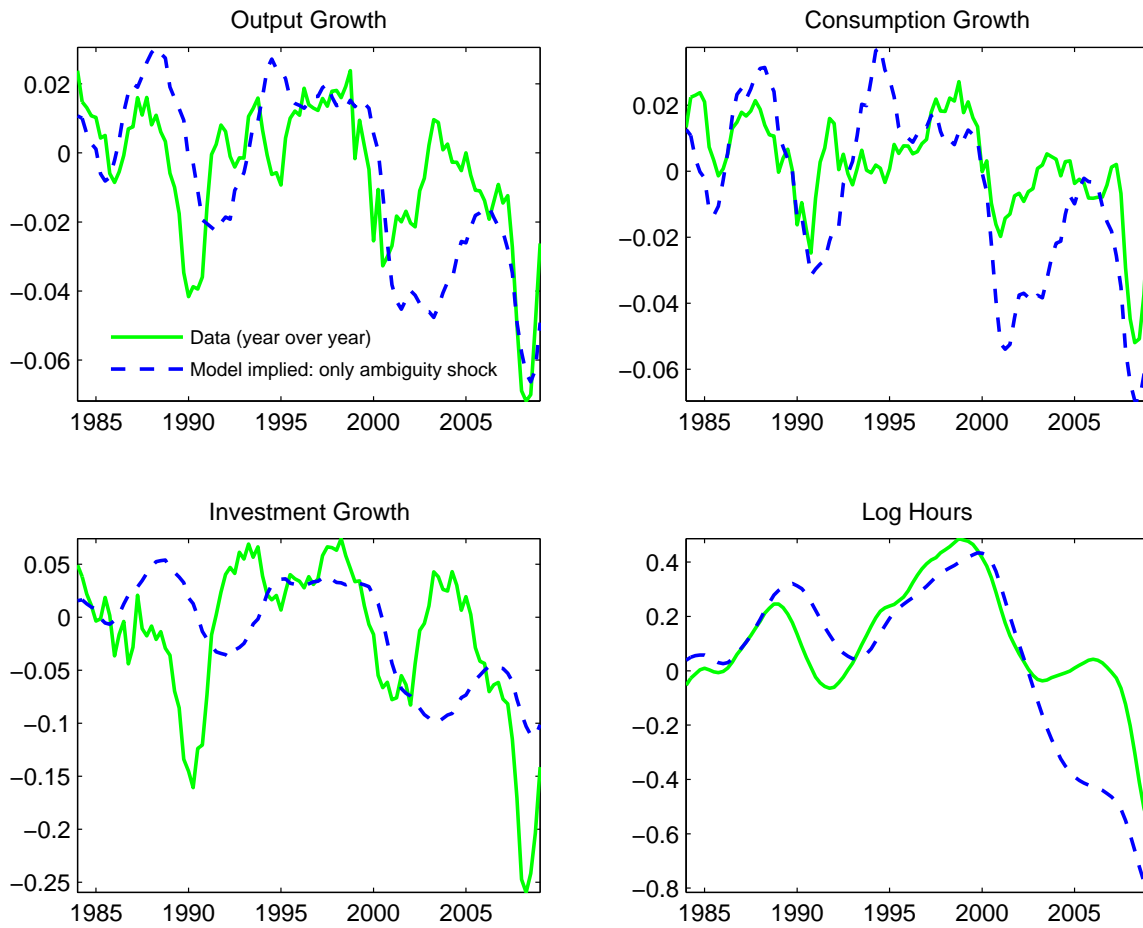 Output Growth
0.02
0
−0.02
−0.04
−0.06
Data (year over year)
Model implied: only ambiguity shock
1985 1990 1995 2000 2005
Consumption Growth
0.02
0
−0.02
−0.04
−0.06
1985 1990 1995 2000 2005
Investment Growth
0.05
0
−0.05
−0.1
−0.15
−0.2
−0.25
1985 1990 1995 2000 2005
Log Hours
0.4
0.2
0
−0.2
−0.4
−0.6
−0.8
1985 1990 1995 2000 2005